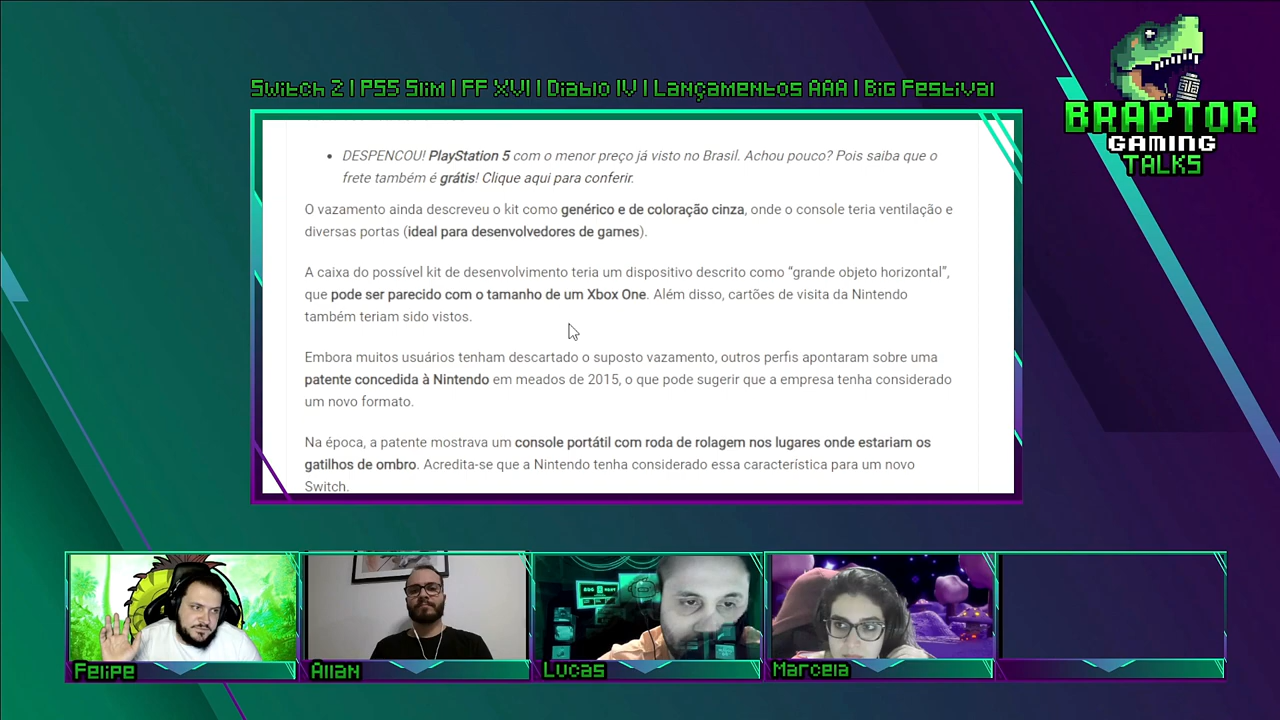 Switch 2 | PS5 Slim | FF XVI | Diablo IV | Lançamentos AAA | Big Festival
BRAPTOR
GAMING
TALKS
• DESPENCOU! PlayStation 5 com o menor preço já visto no Brasil. Achou pouco? Pois saiba que o
frete também é grátis! Clique aqui para conferir.
O vazamento ainda descreveu o kit como genérico e de coloração cinza, onde o console teria ventilação e
diversas portas (ideal para desenvolvedores de games).
A caixa do possível kit de desenvolvimento teria um dispositivo descrito como “grande objeto horizontal”,
que pode ser parecido com o tamanho de um Xbox One. Além disso, cartões de visita da Nintendo
também teriam sido vistos.
Embora muitos usuários tenham descartado o suposto vazamento, outros perfis apontaram sobre uma
patente concedida à Nintendo em meados de 2015, o que pode sugerir que a empresa tenha considerado
um novo formato.
Na época, a patente mostrava um console portátil com roda de rolagem nos lugares onde estariam os
gatilhos de ombro. Acredita-se que a Nintendo tenha considerado essa característica para um novo
Switch.
Felipe
Allan
Lucas
Marcela